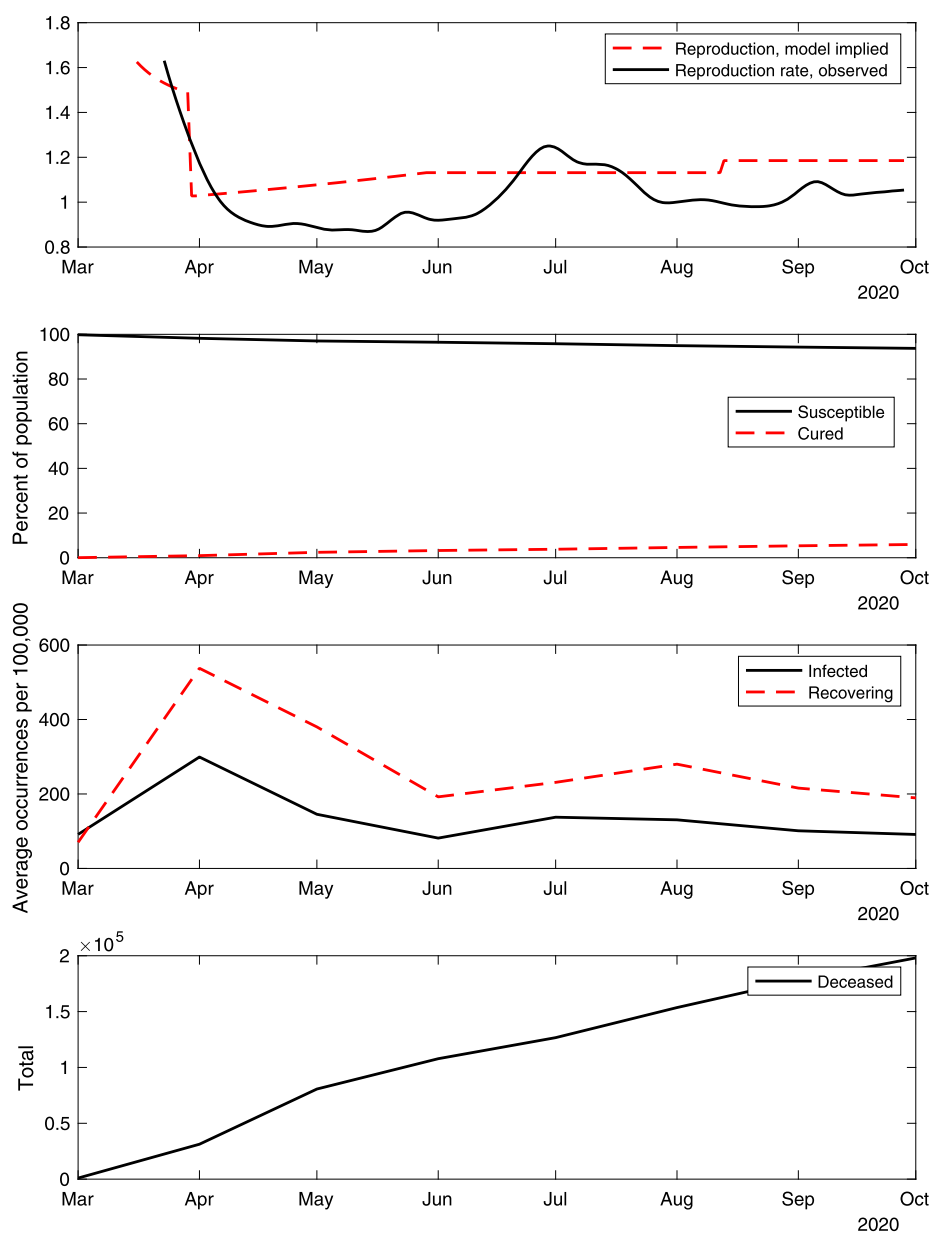 1.8
1.6
1.4
1.2
1
0.8
Reproduction, model implied
Reproduction rate, observed
Mar Apr May Jun Jul Aug Sep Oct
2020
Percent of population
100
80
60
40
20
0
Susceptible
Cured
Mar Apr May Jun Jul Aug Sep Oct
2020
Average occurrences per 100,000
600
400
200
0
Infected
Recovering
Mar Apr May Jun Jul Aug Sep Oct
2020
×10⁵
Total
2
1.5
1
0.5
0
Deceased
Mar Apr May Jun Jul Aug Sep Oct
2020